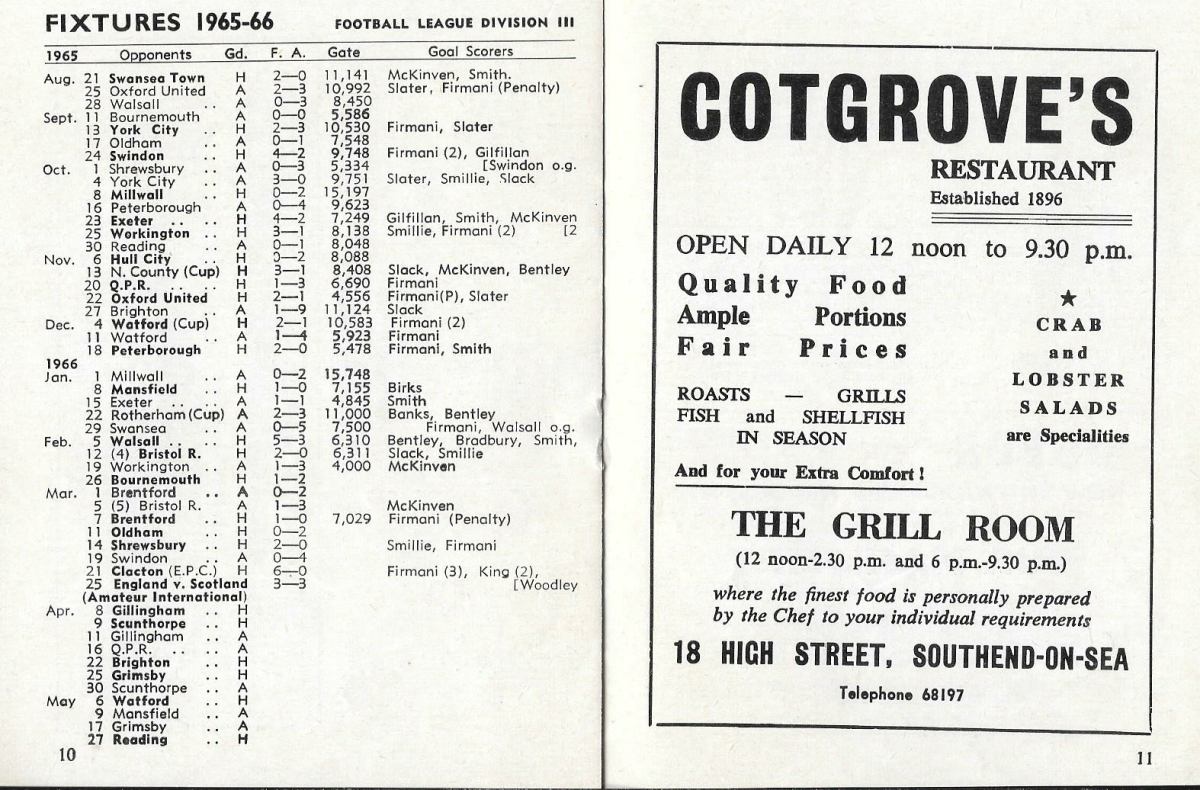 FIXTURES 1965-66 FOOTBALL LEAGUE DIVISION III
1965 Opponents Gd. F. A. Gate Goal Scorers
Aug. 21 Swansea Town H 2—0 11,141 McKinven, Smith.
25 Oxford United A 2—3 10,992 Slater, Firmani (Penalty)
28 Walsall .. A 0—3 8,450
Sept. 11 Bournemouth A 0—0 5,586
13 York City .. H 2—3 10,530 Firmani, Slater
17 Oldham .. A 0—1 7,548
24 Swindon .. H 4—2 9,748 Firmani (2), Gilfillan
Oct. 1 Shrewsbury .. A 0—3 5,334 [Swindon o.g.
4 York City .. A 3—0 9,751 Slater, Smillie, Slack
8 Millwall .. H 0—2 15,197
16 Peterborough A 0—4 9,623
23 Exeter .. .. H 4—2 7,249 Gilfillan, Smith, McKinven
25 Workington .. H 3—1 8,138 Smillie, Firmani (2) [2
30 Reading .. A 0—1 8,048
Nov. 6 Hull City .. H 0—2 8,088
13 N. County (Cup) H 3—1 8,408 Slack, McKinven, Bentley
20 Q.P.R. .. .. H 1—3 6,690 Firmani
22 Oxford United H 2—1 4,556 Firmani(P), Slater
27 Brighton .. A 1—9 11,124 Slack
Dec. 4 Watford (Cup) H 2—1 10,583 Firmani (2)
11 Watford .. A 1—4 5,923 Firmani
18 Peterborough H 2—0 5,478 Firmani, Smith
1966
Jan. 1 Millwall .. A 0—2 15,748
8 Mansfield .. H 1—0 7,155 Birks
15 Exeter .. .. A 1—1 4,845 Smith
22 Rotherham (Cup) A 2—3 11,000 Banks, Bentley
29 Swansea .. A 0—5 7,500 Firmani, Walsall o.g.
Feb. 5 Walsall .. .. H 5—3 6,310 Bentley, Bradbury, Smith,
12 (4) Bristol R. H 2—0 6,311 Slack, Smillie
19 Workington .. A 1—3 4,000 McKinven
26 Bournemouth H 1—2
Mar. 1 Brentford .. A 0—2
5 (5) Bristol R. A 1—3 McKinven
7 Brentford .. H 1—0 7,029 Firmani (Penalty)
11 Oldham .. H 0—2
14 Shrewsbury .. H 2—0 Smillie, Firmani
19 Swindon .. A 0—4
21 Clacton (E.P.C.) H 6—0 Firmani (3), King (2),
25 England v. Scotland 3—3 [Woodley
(Amateur International)
Apr. 8 Gillingham .. H
9 Scunthorpe .. H
11 Gillingham .. A
16 Q.P.R. .. .. A
22 Brighton .. H
25 Grimsby .. H
30 Scunthorpe .. A
May 6 Watford .. H
9 Mansfield .. A
17 Grimsby .. A
27 Reading .. H
10
COTGROVE'S
RESTAURANT
Established 1896
OPEN DAILY 12 noon to 9.30 p.m.
Quality Food
Ample Portions
Fair Prices
ROASTS — GRILLS
FISH and SHELLFISH
IN SEASON
★
CRAB
and
LOBSTER
SALADS
are Specialities
And for your Extra Comfort!
THE GRILL ROOM
(12 noon-2.30 p.m. and 6 p.m.-9.30 p.m.)
where the finest food is personally prepared
by the Chef to your individual requirements
18 HIGH STREET, SOUTHEND-ON-SEA
Telephone 68197
11